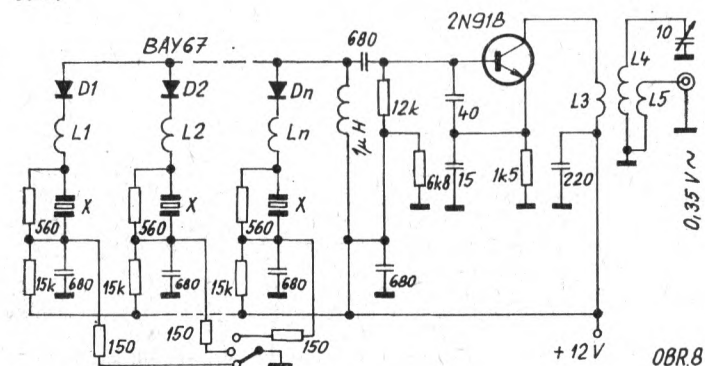 BAY67
680
2N918
10
D1
D2
Dn
L1
L2
Ln
1μH
12k
40
L3
L4
L5
6k8
15
1k5
220
0,35 V ~
560
X
560
X
560
X
15k
680
15k
680
15k
680
680
150
150
150
+ 12V
OBR.8